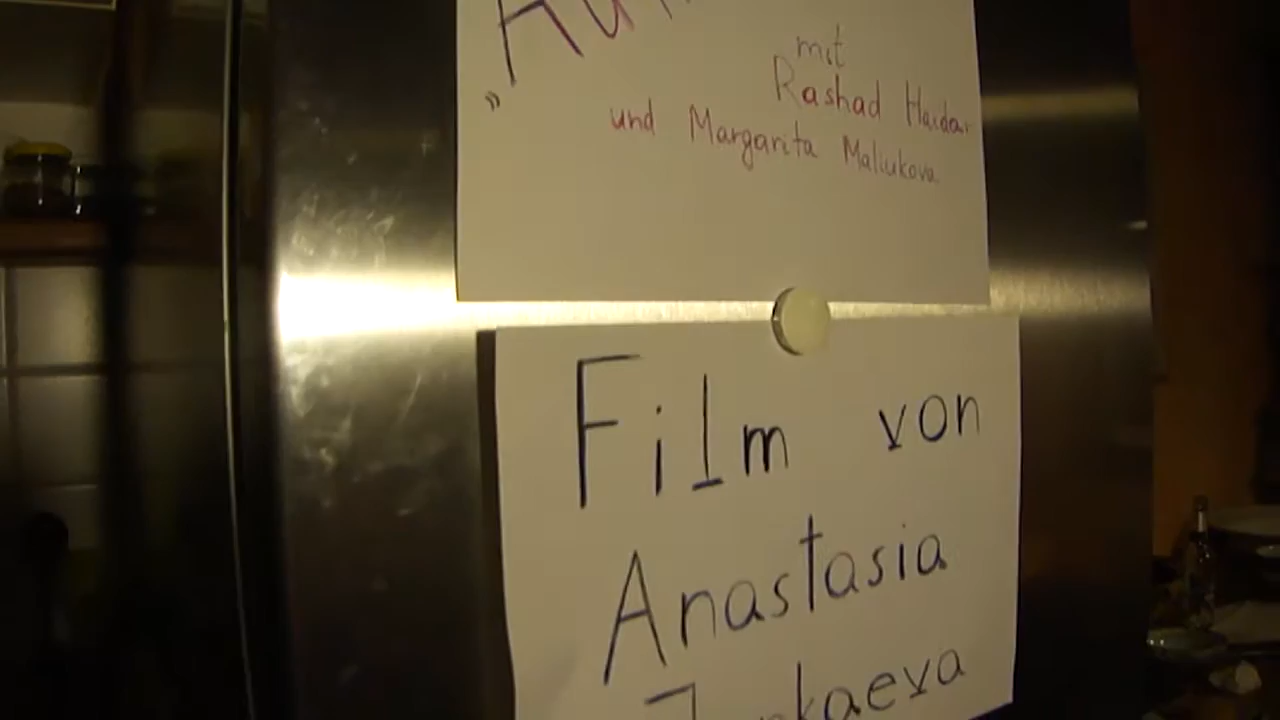 mit
Rashad Haidar
und Margarita Maliukova
Film von
Anastasia